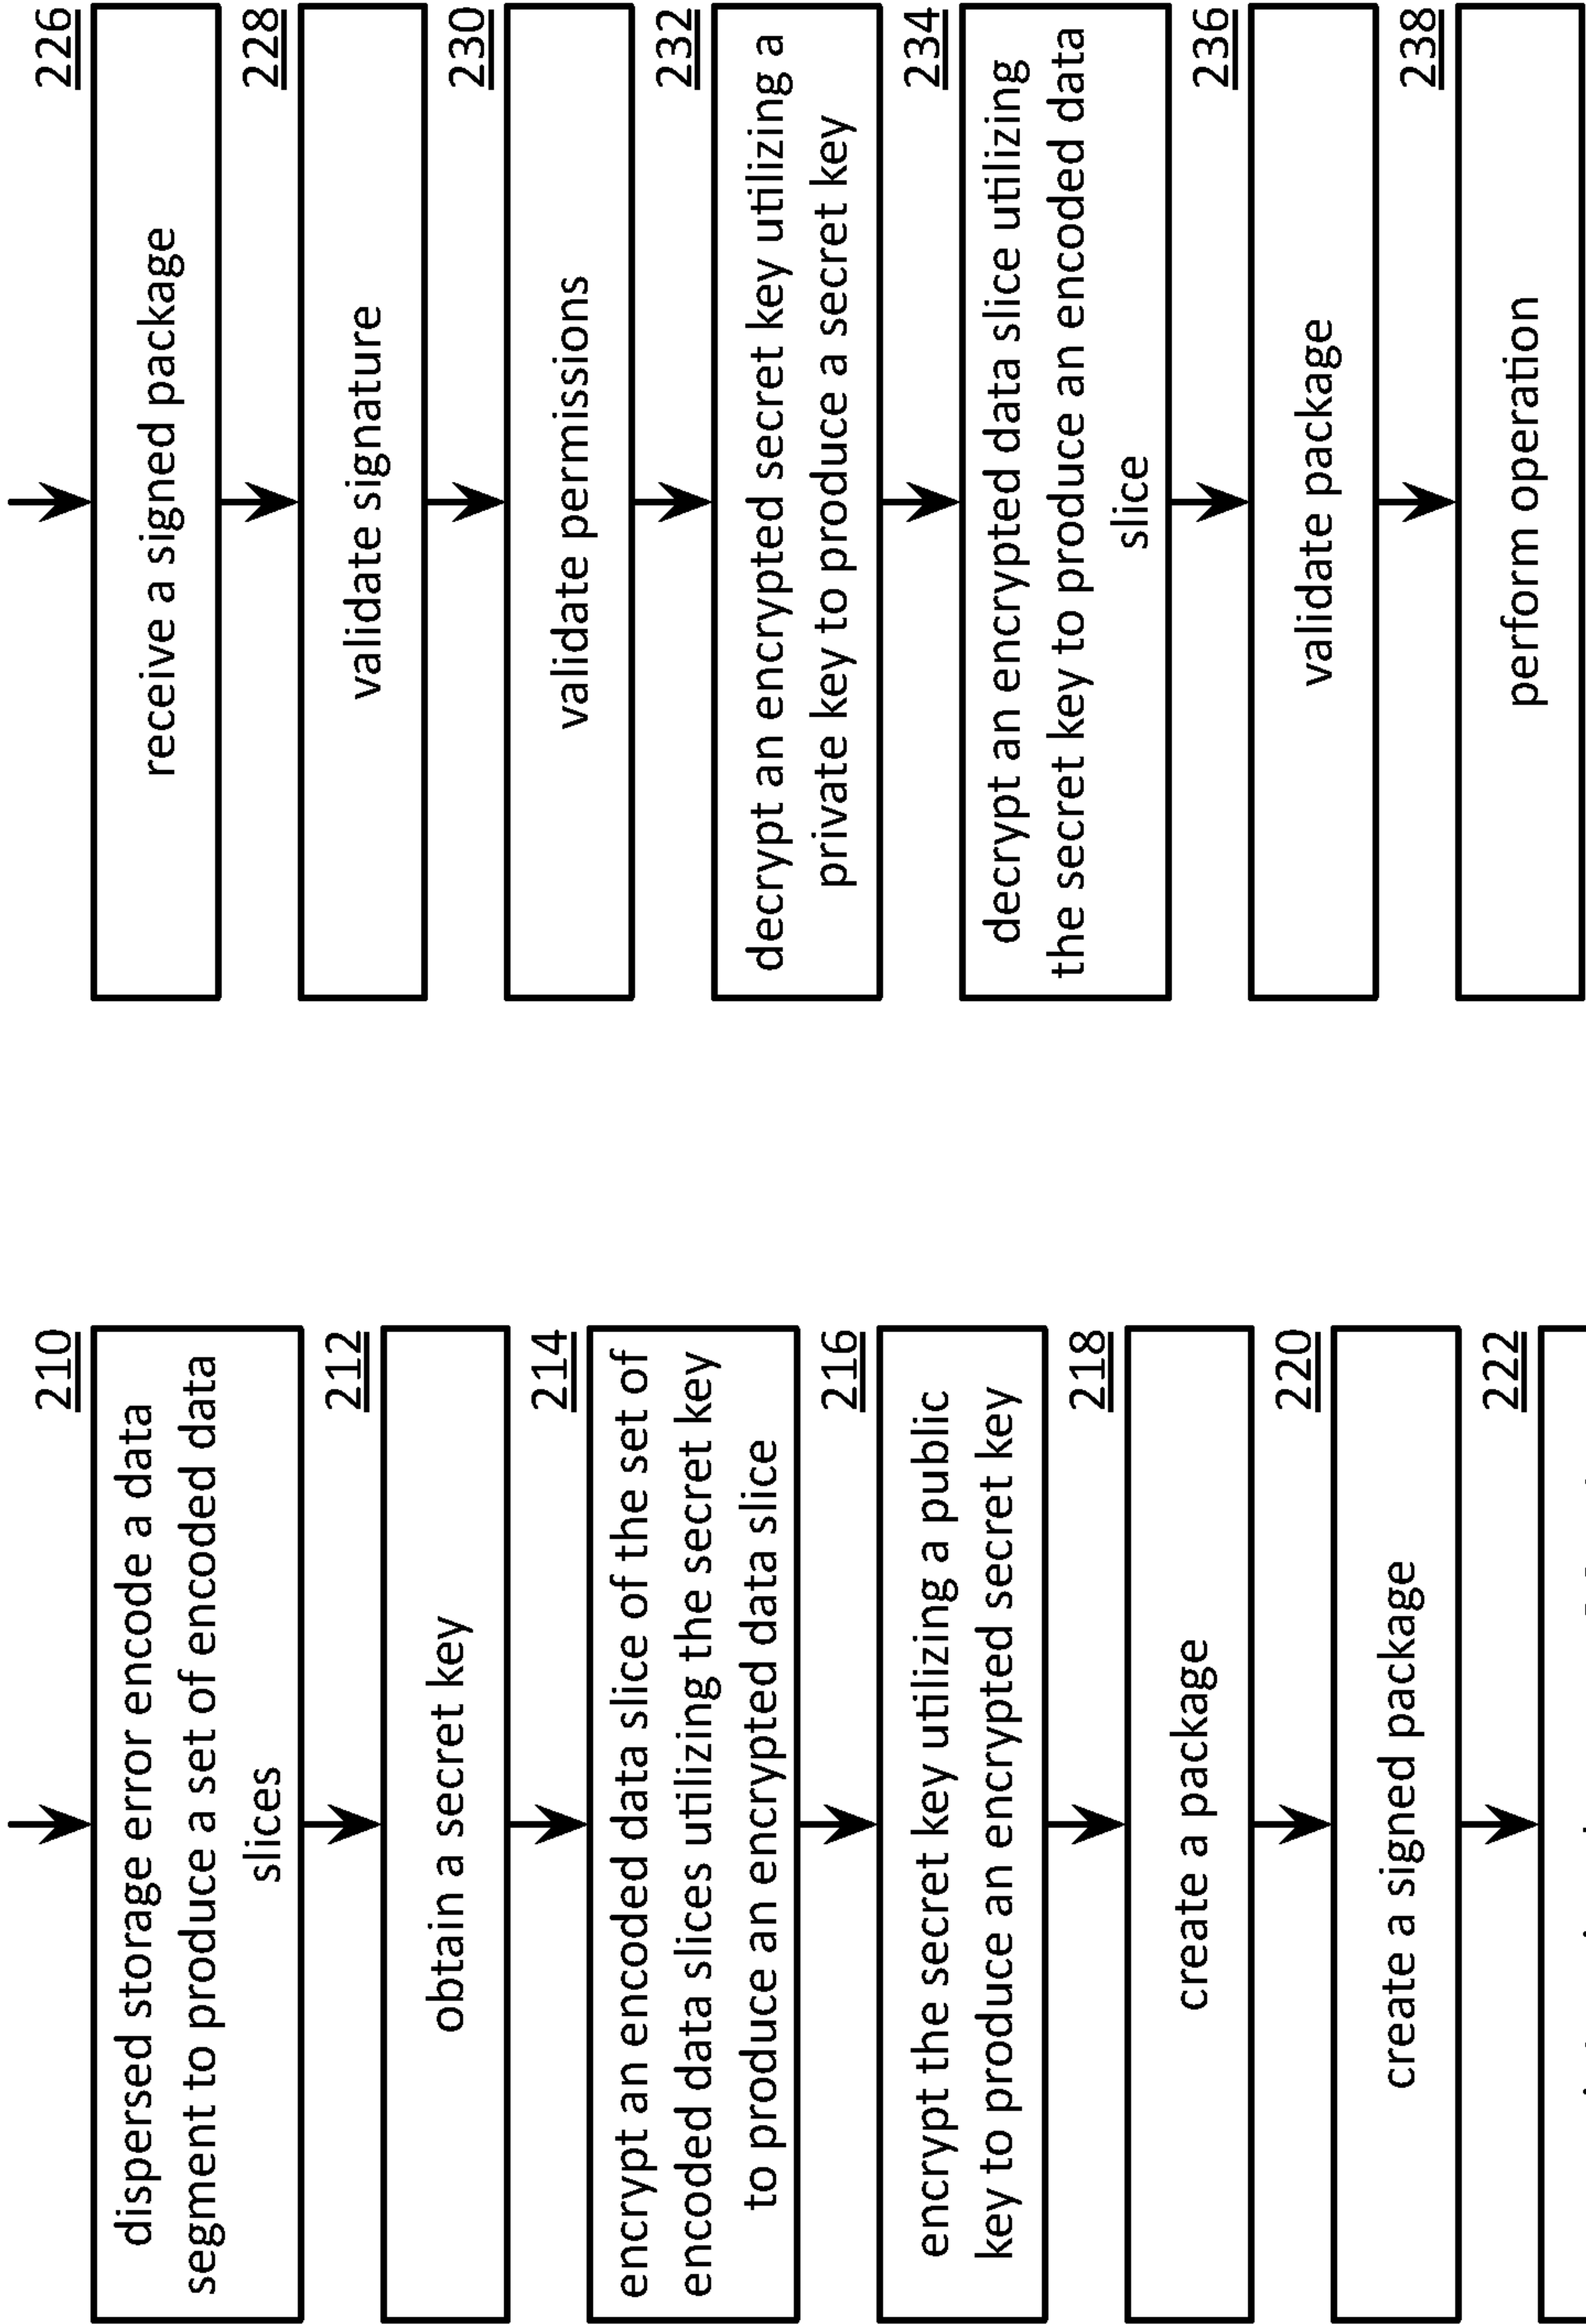 210
dispersed storage error encode a data
segment to produce a set of encoded data
slices
212
obtain a secret key
214
encrypt an encoded data slice of the set of
encoded data slices utilizing the secret key
to produce an encrypted data slice
216
encrypt the secret key utilizing a public
key to produce an encrypted secret key
218
create a package
220
create a signed package
222
226
receive a signed package
228
validate signature
230
validate permissions
232
decrypt an encrypted secret key utilizing a
private key to produce a secret key
234
decrypt an encrypted data slice utilizing
the secret key to produce an encoded data
slice
236
validate package
238
perform operation